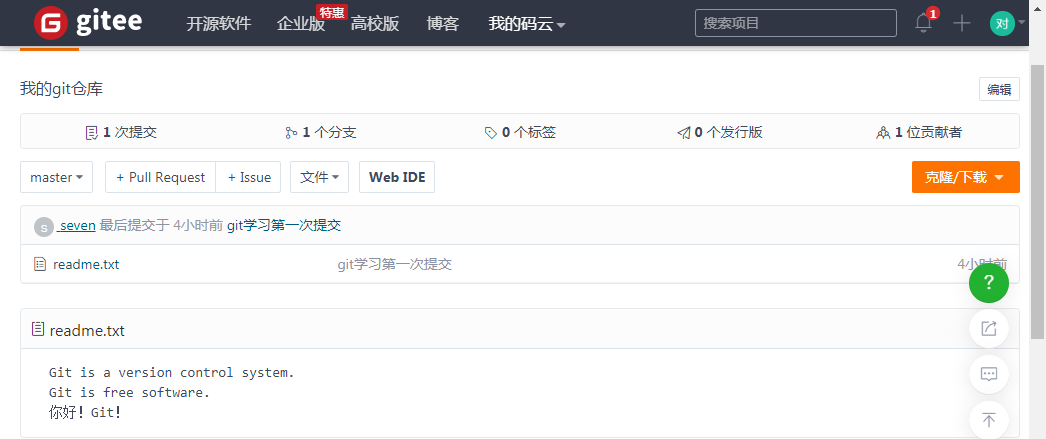 gitee 开源软件 企业版 特惠 高校版 博客 我的码云 搜索项目 1 对
我的git仓库 编辑
1 次提交 1 个分支 0 个标签 0 个发行版 1 位贡献者
master + Pull Request + Issue 文件 Web IDE 克隆/下载
s seven 最后提交于 4小时前 git学习第一次提交
readme.txt git学习第一次提交 4小时前
?
readme.txt
Git is a version control system.
Git is free software.
你好！Git！